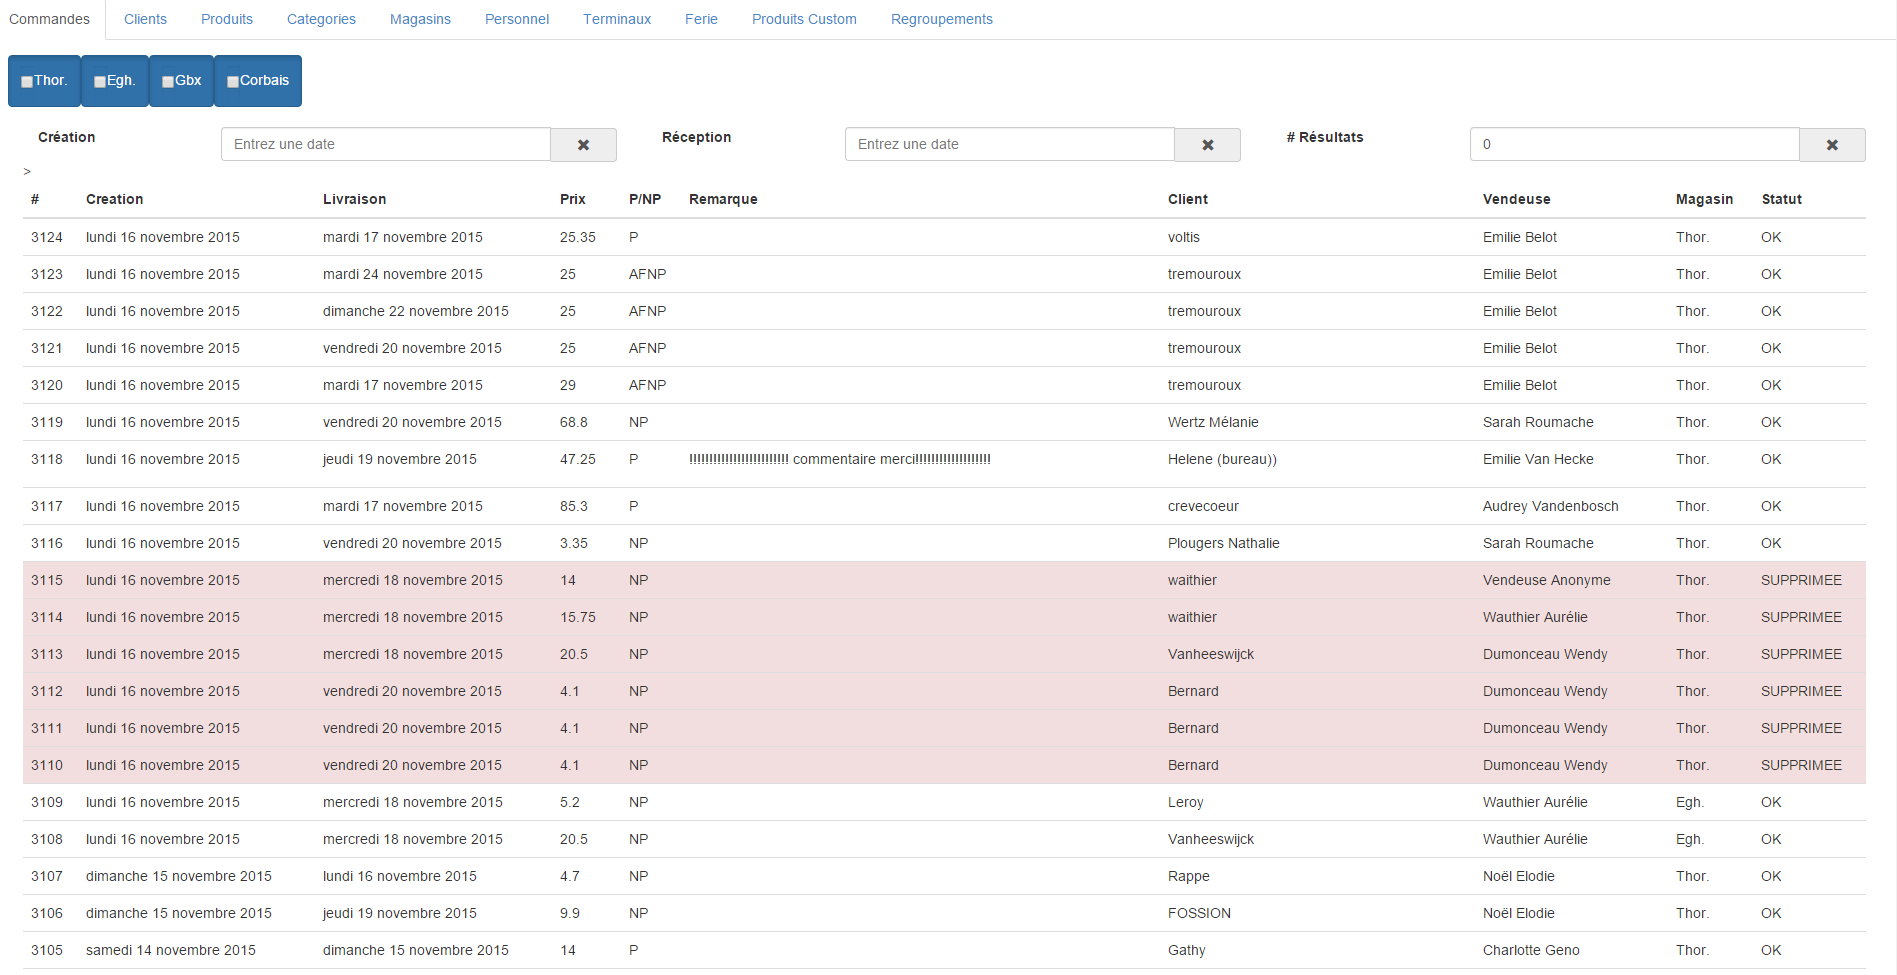 Commandes Clients Produits Categories Magasins Personnel Terminaux Ferie Produits Custom Regroupements
Thor. Egh. Gbx Corbais
Création Entrez une date Réception Entrez une date # Résultats 0
>
# Creation Livraison Prix P/NP Remarque Client Vendeuse Magasin Statut
3124 lundi 16 novembre 2015 mardi 17 novembre 2015 25.35 P voltis Emilie Belot Thor. OK
3123 lundi 16 novembre 2015 mardi 24 novembre 2015 25 AFNP tremouroux Emilie Belot Thor. OK
3122 lundi 16 novembre 2015 dimanche 22 novembre 2015 25 AFNP tremouroux Emilie Belot Thor. OK
3121 lundi 16 novembre 2015 vendredi 20 novembre 2015 25 AFNP tremouroux Emilie Belot Thor. OK
3120 lundi 16 novembre 2015 mardi 17 novembre 2015 29 AFNP tremouroux Emilie Belot Thor. OK
3119 lundi 16 novembre 2015 vendredi 20 novembre 2015 68.8 NP Wertz Mélanie Sarah Roumache Thor. OK
3118 lundi 16 novembre 2015 jeudi 19 novembre 2015 47.25 P !!!!!!!!!!!!!!!!!!!!!!!!! commentaire merci!!!!!!!!!!!!!!!!!!! Helene (bureau)) Emilie Van Hecke Thor. OK
3117 lundi 16 novembre 2015 mardi 17 novembre 2015 85.3 P crevecoeur Audrey Vandenbosch Thor. OK
3116 lundi 16 novembre 2015 vendredi 20 novembre 2015 3.35 NP Plougers Nathalie Sarah Roumache Thor. OK
3115 lundi 16 novembre 2015 mercredi 18 novembre 2015 14 NP waithier Vendeuse Anonyme Thor. SUPPRIMEE
3114 lundi 16 novembre 2015 mercredi 18 novembre 2015 15.75 NP waithier Wauthier Aurélie Thor. SUPPRIMEE
3113 lundi 16 novembre 2015 mercredi 18 novembre 2015 20.5 NP Vanheeswijck Dumonceau Wendy Thor. SUPPRIMEE
3112 lundi 16 novembre 2015 vendredi 20 novembre 2015 4.1 NP Bernard Dumonceau Wendy Thor. SUPPRIMEE
3111 lundi 16 novembre 2015 vendredi 20 novembre 2015 4.1 NP Bernard Dumonceau Wendy Thor. SUPPRIMEE
3110 lundi 16 novembre 2015 vendredi 20 novembre 2015 4.1 NP Bernard Dumonceau Wendy Thor. SUPPRIMEE
3109 lundi 16 novembre 2015 mercredi 18 novembre 2015 5.2 NP Leroy Wauthier Aurélie Egh. OK
3108 lundi 16 novembre 2015 mercredi 18 novembre 2015 20.5 NP Vanheeswijck Wauthier Aurélie Egh. OK
3107 dimanche 15 novembre 2015 lundi 16 novembre 2015 4.7 NP Rappe Noël Elodie Thor. OK
3106 dimanche 15 novembre 2015 jeudi 19 novembre 2015 9.9 NP FOSSION Noël Elodie Thor. OK
3105 samedi 14 novembre 2015 dimanche 15 novembre 2015 14 P Gathy Charlotte Geno Thor. OK